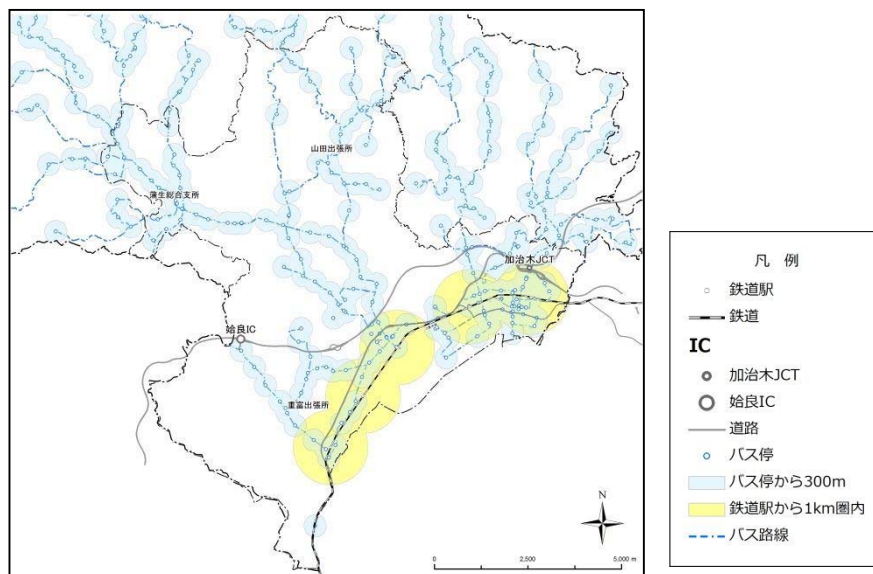 山田出張所
蒲生総合支所
加治木JCT
姶良IC
重富出張所
N
0 2,500 5,000 m
凡 例
鉄道駅
鉄道
IC
加治木JCT
姶良IC
道路
バス停
バス停から300m
鉄道駅から1km圏内
バス路線